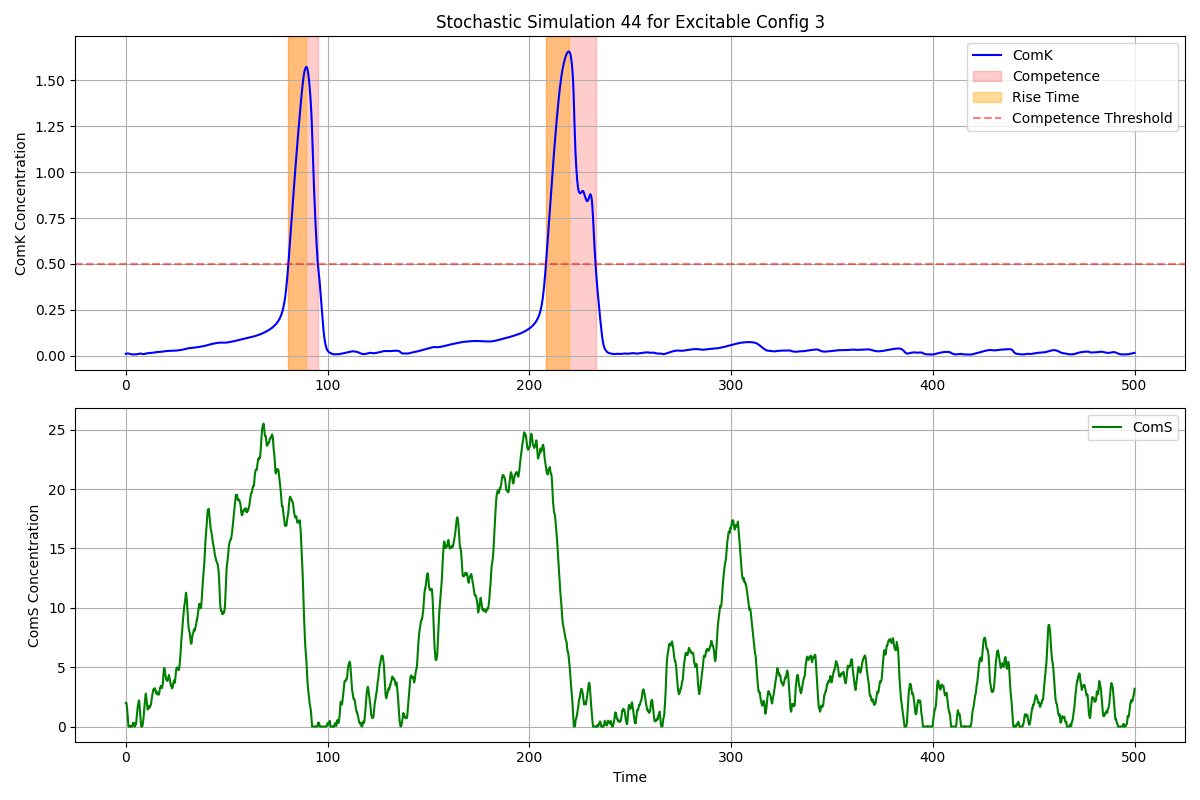 Stochastic Simulation 44 for Excitable Config 3
ComK Concentration
1.50
1.25
1.00
0.75
0.50
0.25
0.00
ComK
Competence
Rise Time
Competence Threshold
0 100 200 300 400 500
ComS Concentration
25
20
15
10
5
0
ComS
0 100 200 300 400 500
Time